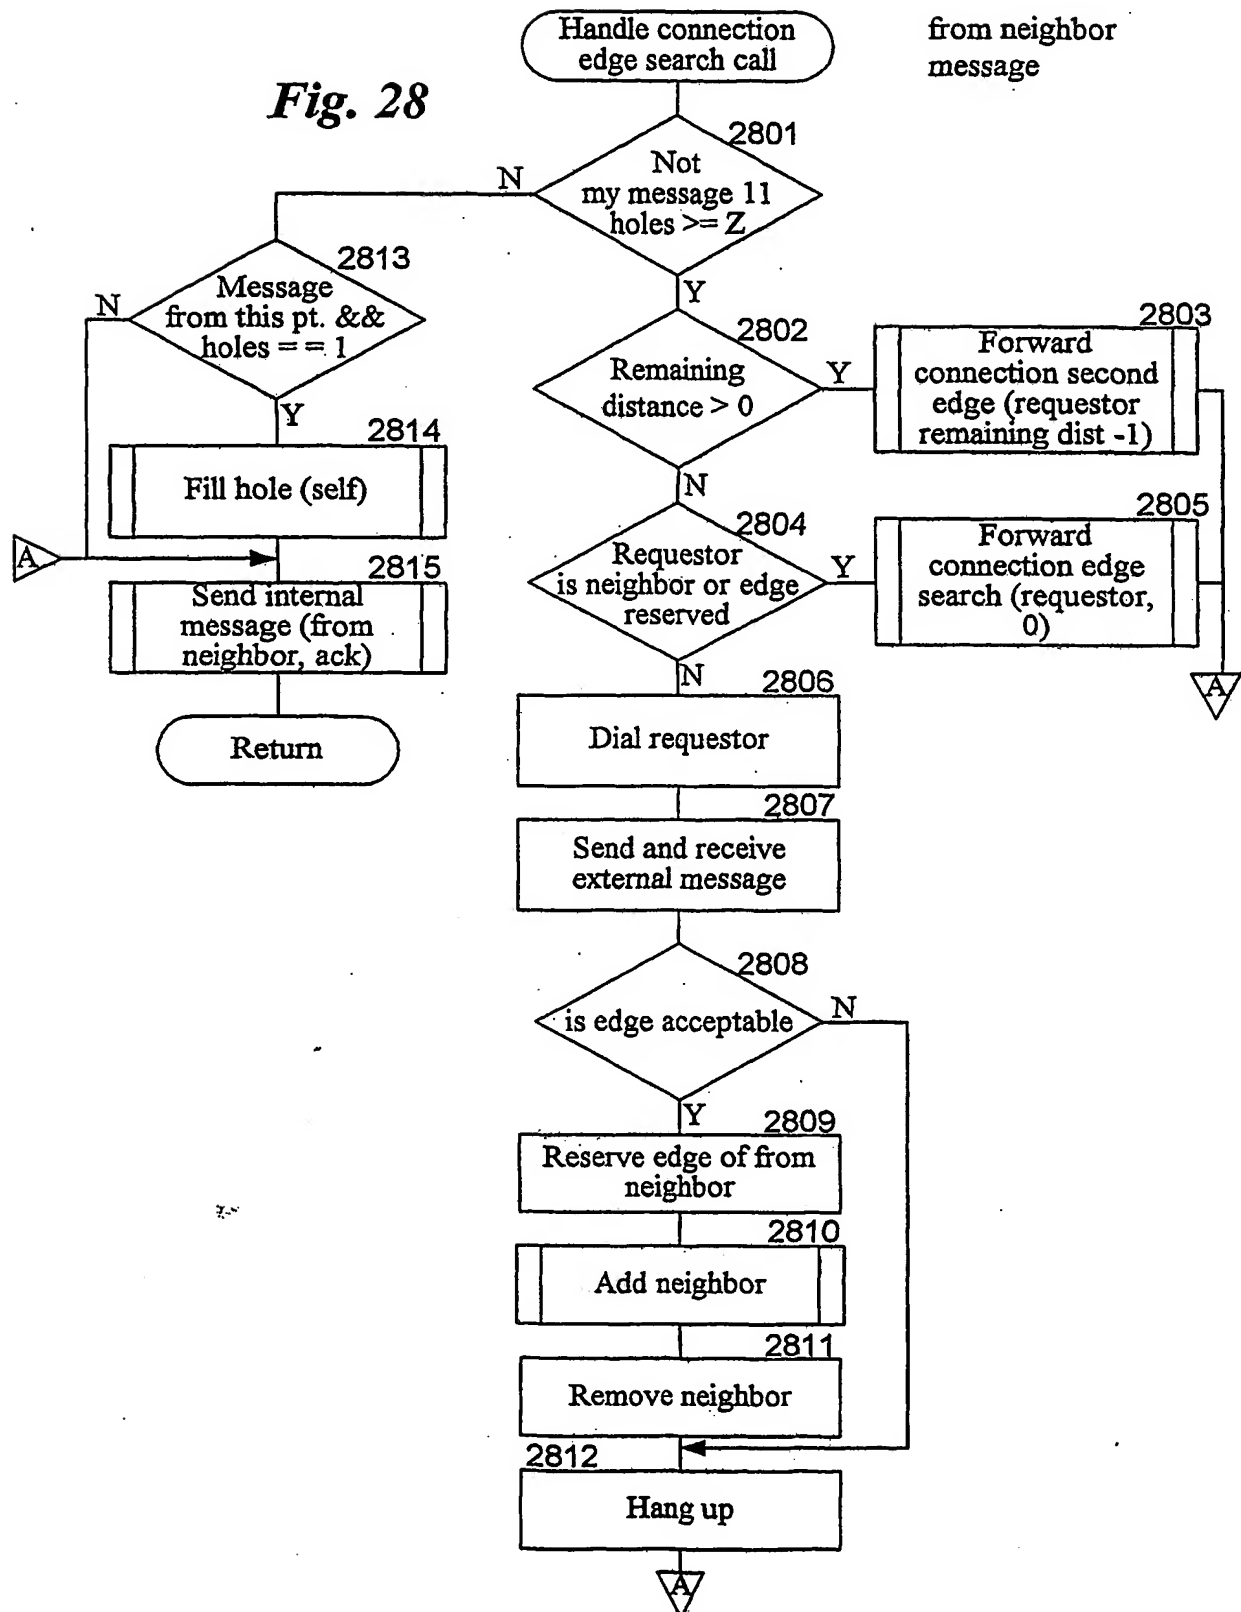 Handle connection
edge search call
from neighbor
message
Fig. 28
2801
Not
my message 11
holes >= Z
N
Y
2813
Message
from this pt. &&
holes = = 1
N
Y
2802
Remaining
distance > 0
Y
N
2803
Forward
connection second
edge (requestor
remaining dist -1)
2814
Fill hole (self)
A
2804
Requestor
is neighbor or edge
reserved
Y
N
2805
Forward
connection edge
search (requestor,
0)
A
2815
Send internal
message (from
neighbor, ack)
Return
2806
Dial requestor
2807
Send and receive
external message
2808
is edge acceptable
N
Y
2809
Reserve edge of from
neighbor
2810
Add neighbor
2811
Remove neighbor
2812
Hang up
A